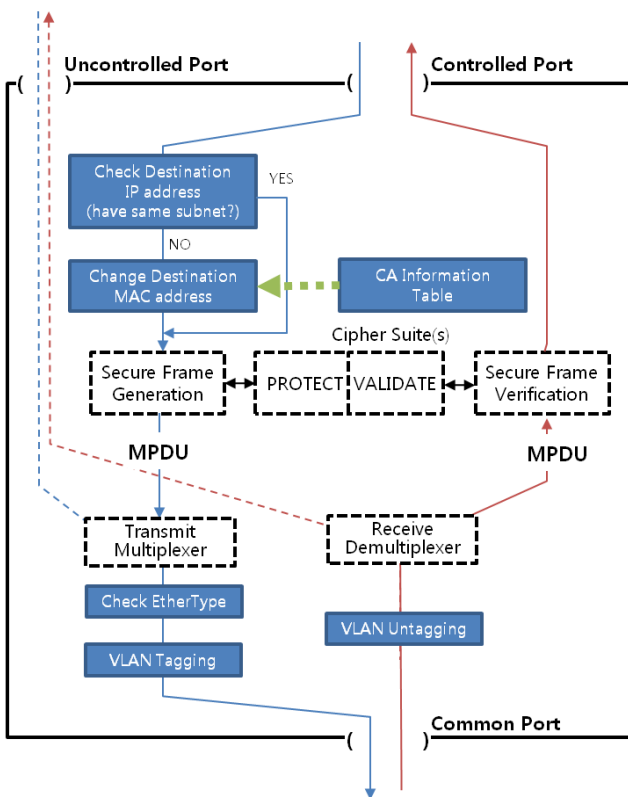 Uncontrolled Port
Controlled Port
( )
( )
Check Destination
IP address
(have same subnet?)
YES
NO
Change Destination
MAC address
CA Information
Table
Cipher Suite(s)
Secure Frame
Generation
PROTECT
VALIDATE
Secure Frame
Verification
MPDU
MPDU
Transmit
Multiplexer
Receive
Demultiplexer
Check EtherType
VLAN Untagging
VLAN Tagging
Common Port
( )